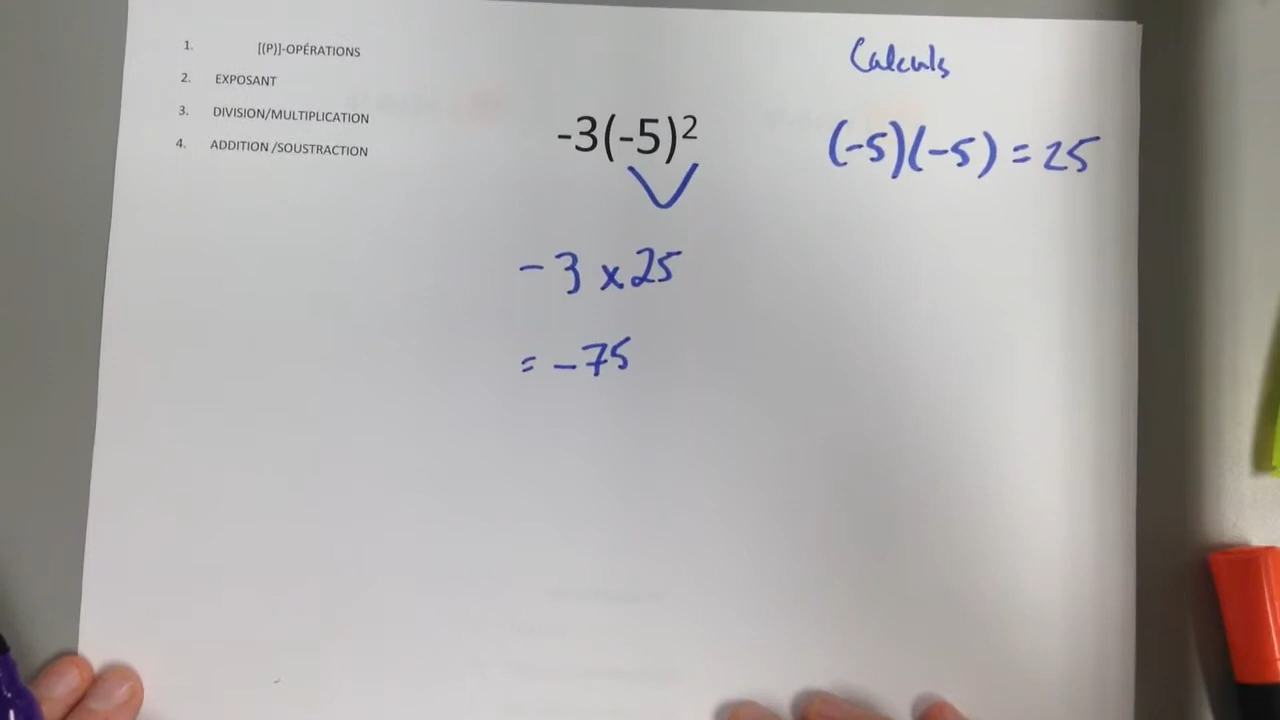 1. [(P)]-OPÉRATIONS
2. EXPOSANT
3. DIVISION/MULTIPLICATION
4. ADDITION /SOUSTRACTION
-3(-5)²
- 3 x 25
= - 75
Calculs
(-5)(-5) = 25